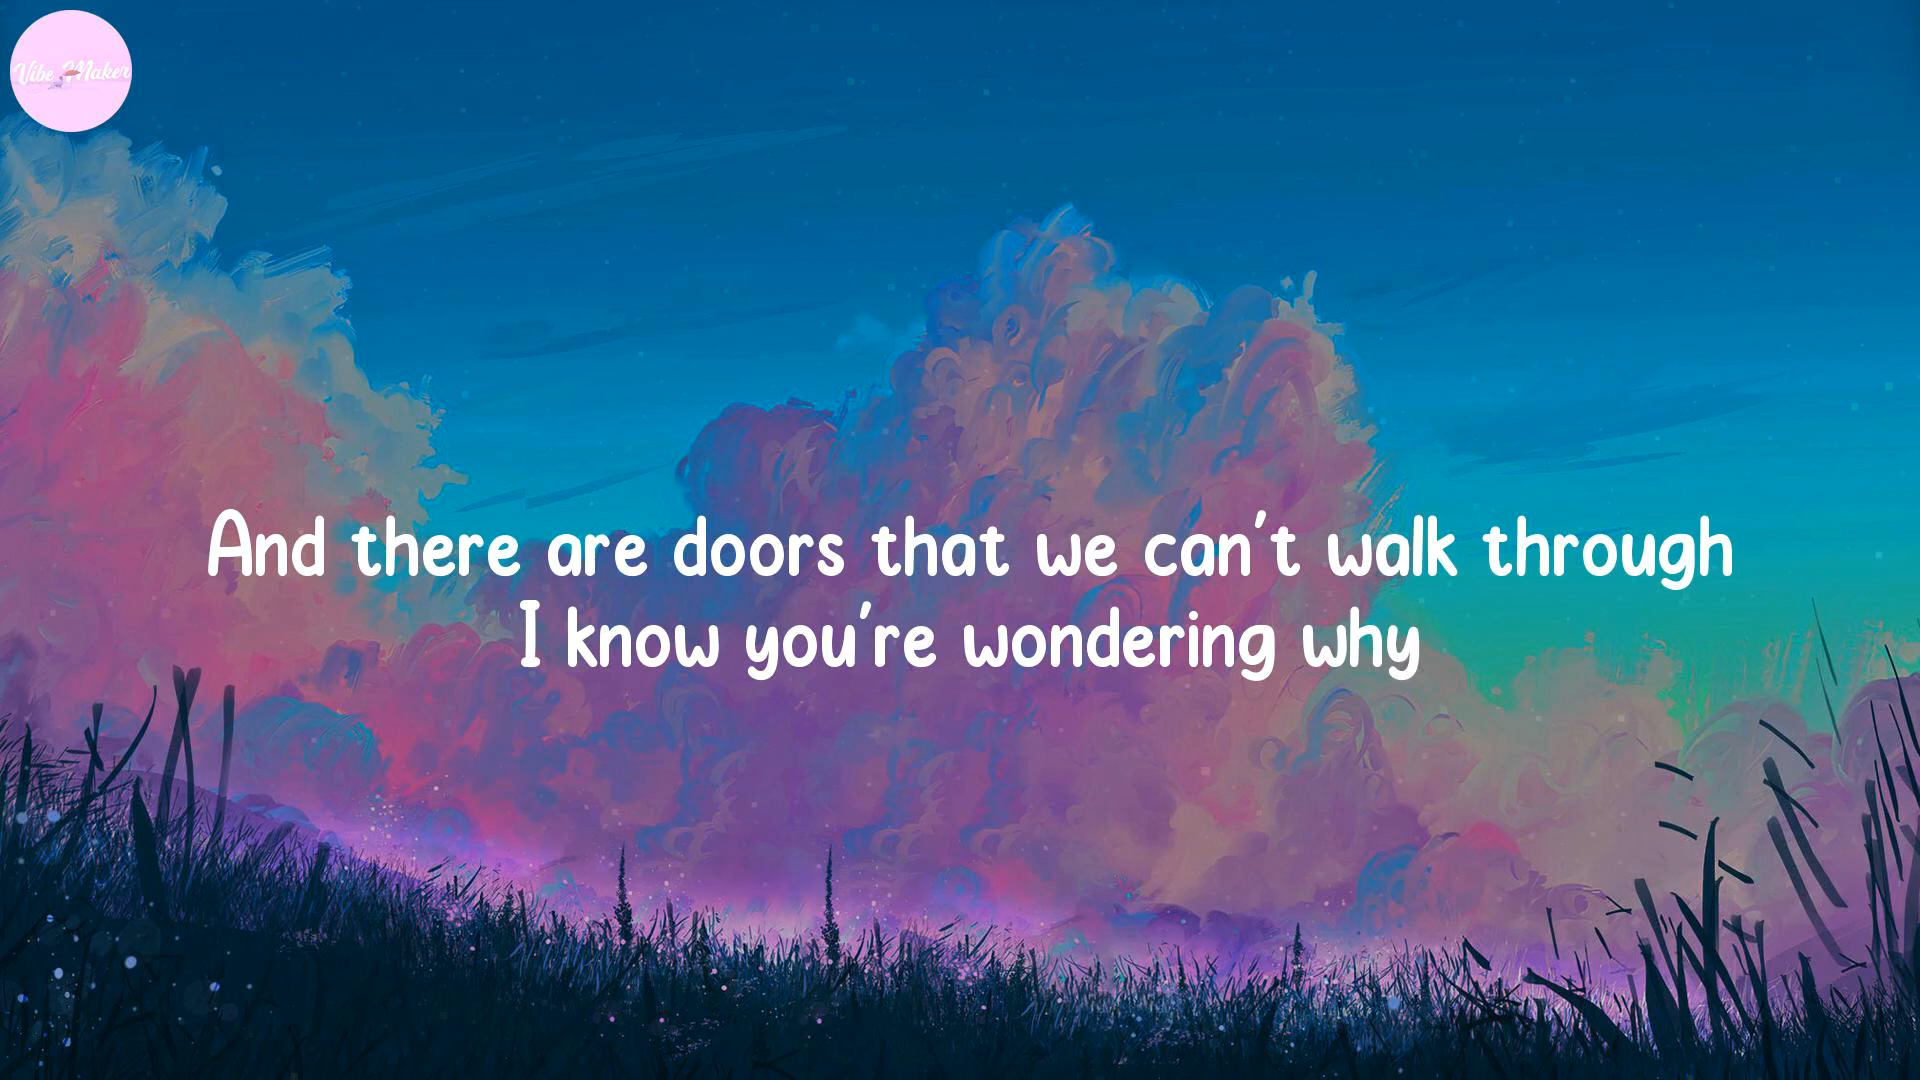 Vibe Maker
And there are doors that we can't walk through
I know you're wondering why